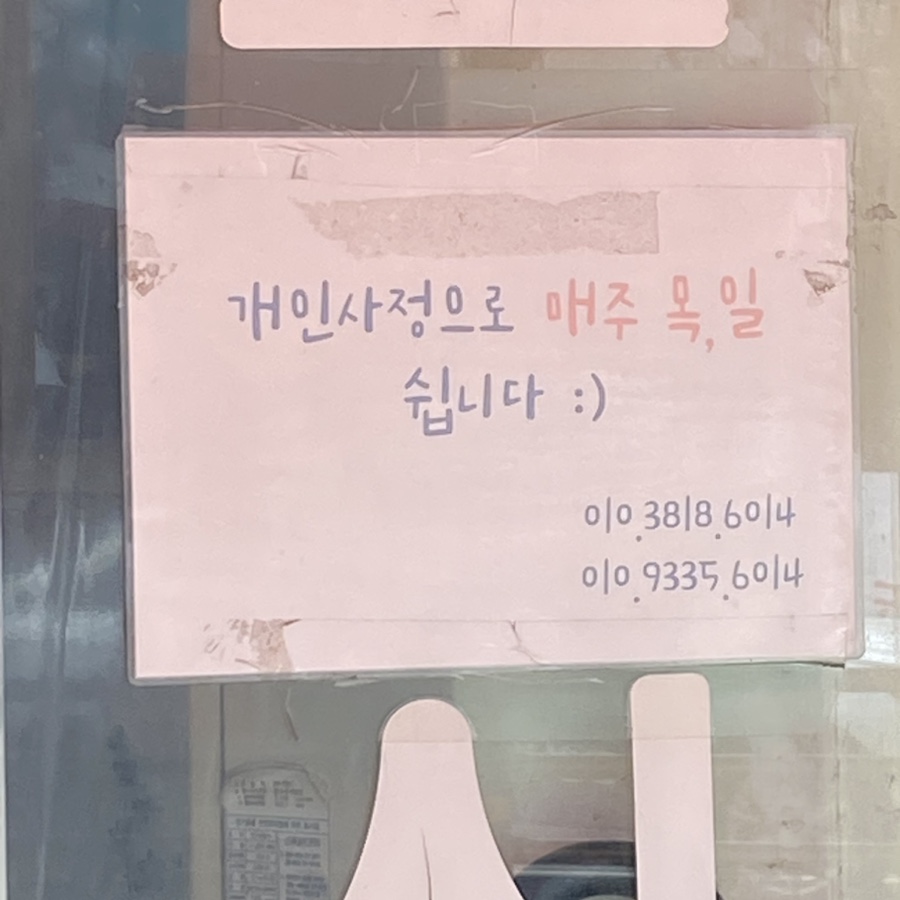 개인사정으로 매주 목,일
쉽니다 :)
010.3818.6014
010.9335.6014